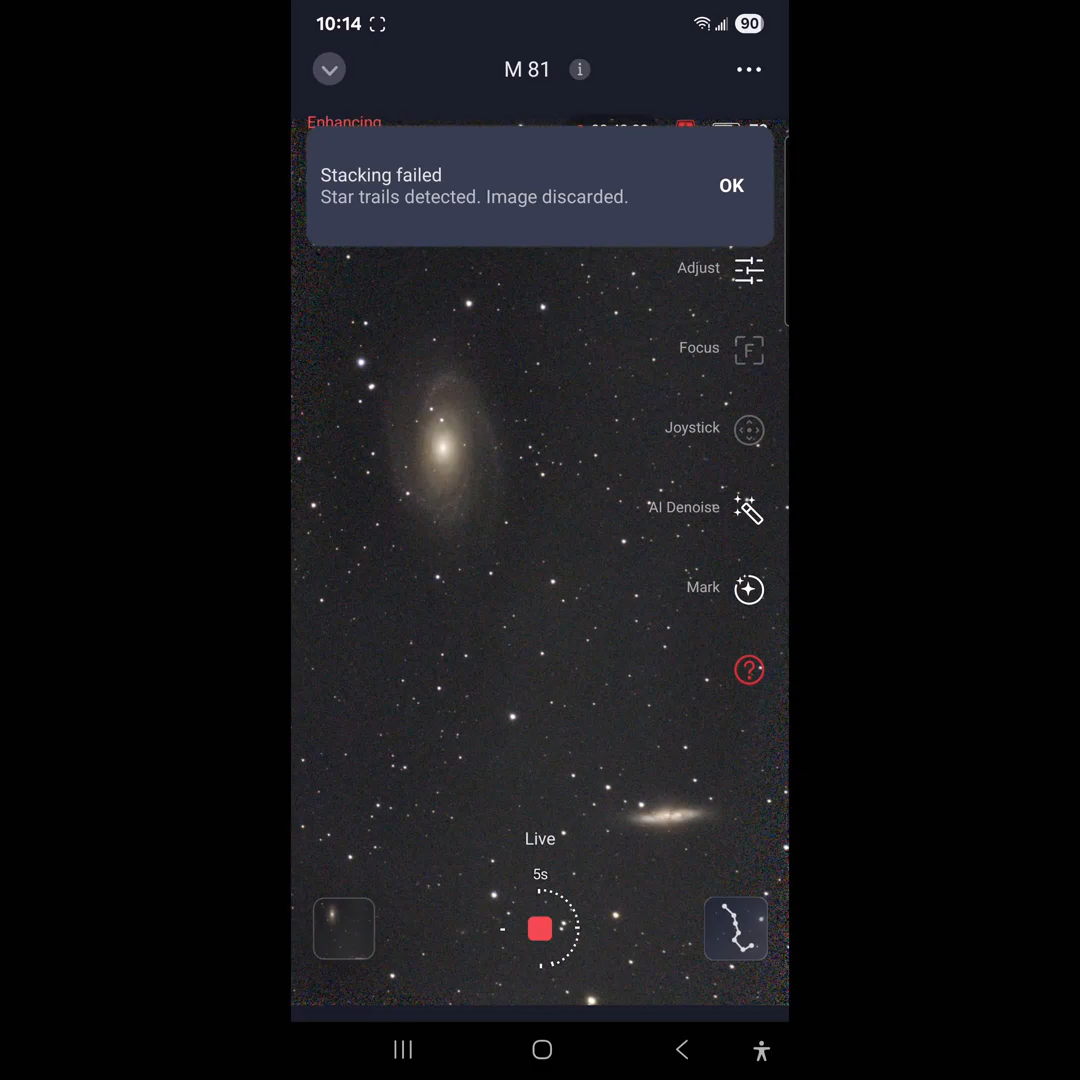 10:14
90
M 81
Enhancing
Stacking failed
Star trails detected. Image discarded.
OK
Adjust
Focus
F
Joystick
AI Denoise
Mark
?
Live
5s